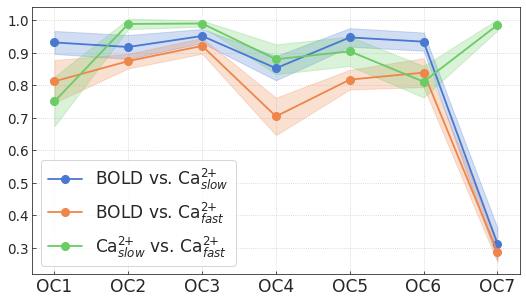 1.0
0.9
0.8
0.7
0.6
0.5
0.4
0.3
BOLD vs. Ca²⁺slow
BOLD vs. Ca²⁺fast
Ca²⁺slow vs. Ca²⁺fast
OC1 OC2 OC3 OC4 OC5 OC6 OC7